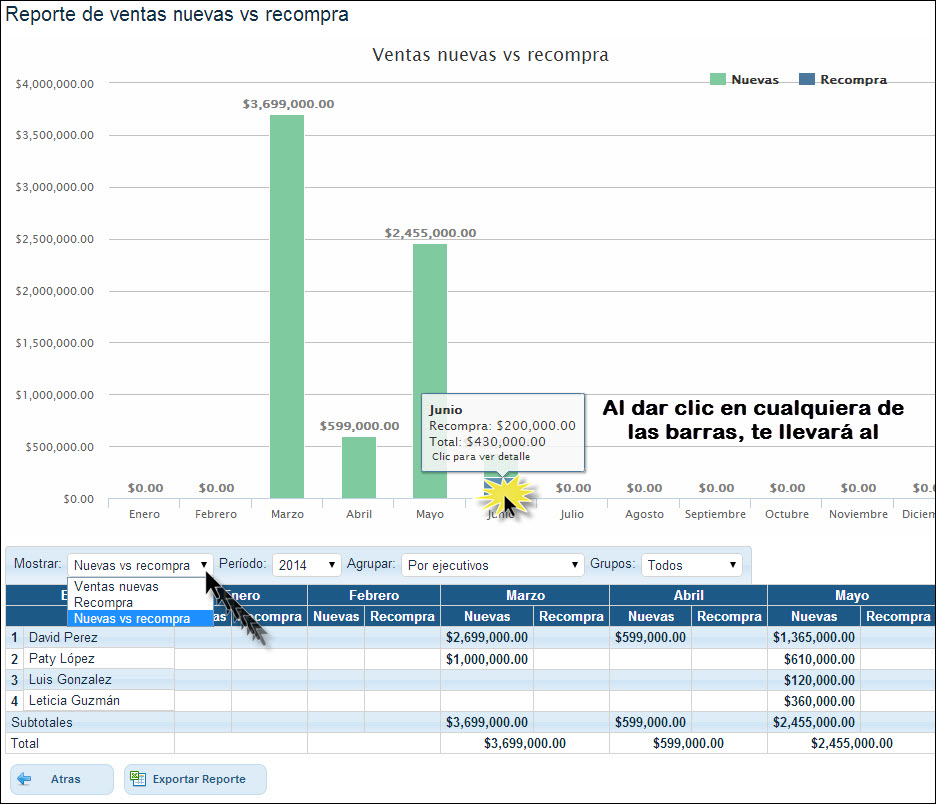 Reporte de ventas nuevas vs recompra
Ventas nuevas vs recompra
Nuevas Recompra
$4,000,000.00
$3,699,000.00
$3,500,000.00
$3,000,000.00
$2,500,000.00
$2,455,000.00
$2,000,000.00
$1,500,000.00
$1,000,000.00
$599,000.00
$500,000.00
$0.00
Junio
Recompra: $200,000.00
Total: $430,000.00
Clic para ver detalle
Al dar clic en cualquiera de
las barras, te llevará al
$0.00 $0.00 $0.00 $0.00 $0.00 $0.00 $0.00 $0.0
Enero Febrero Marzo Abril Mayo Junio Julio Agosto Septiembre Octubre Noviembre Diciem
Mostrar: Nuevas vs recompra Período: 2014 Agrupar: Por ejecutivos Grupos: Todos
Ventas nuevas
Recompra
Nuevas vs recompra
E nero Febrero Marzo Abril Mayo
as Recompra Nuevas Recompra Nuevas Recompra Nuevas Recompra Nuevas Recompra
1 David Perez $2,699,000.00 $599,000.00 $1,365,000.00
2 Paty López $1,000,000.00 $610,000.00
3 Luis Gonzalez $120,000.00
4 Leticia Guzmán $360,000.00
Subtotales $3,699,000.00 $599,000.00 $2,455,000.00
Total $3,699,000.00 $599,000.00 $2,455,000.00
Atras Exportar Reporte